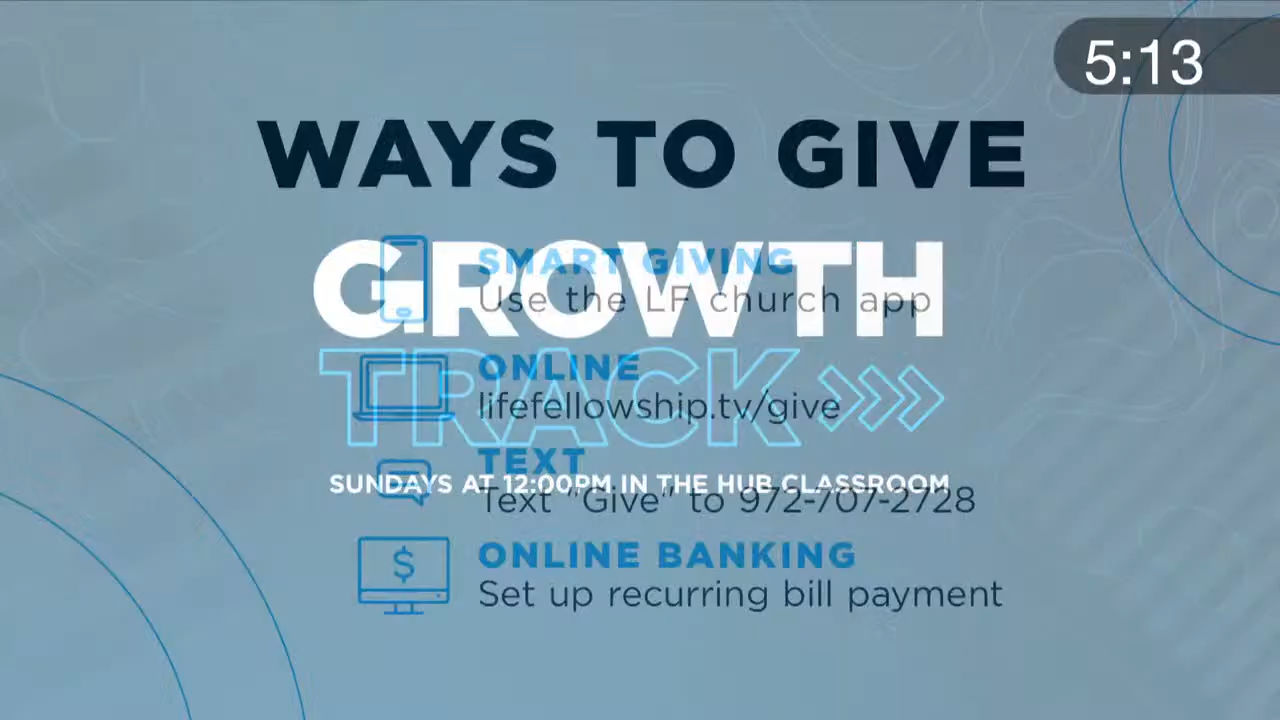 5:13
WAYS TO GIVE
GROWTH
SMART GIVING
Use the LF church app
TRACK
ONLINE
lifefellowship.tv/give
TEXT
SUNDAYS AT 12:00PM IN THE HUB CLASSROOM
Text "Give" to 972-707-2728
$
ONLINE BANKING
Set up recurring bill payment